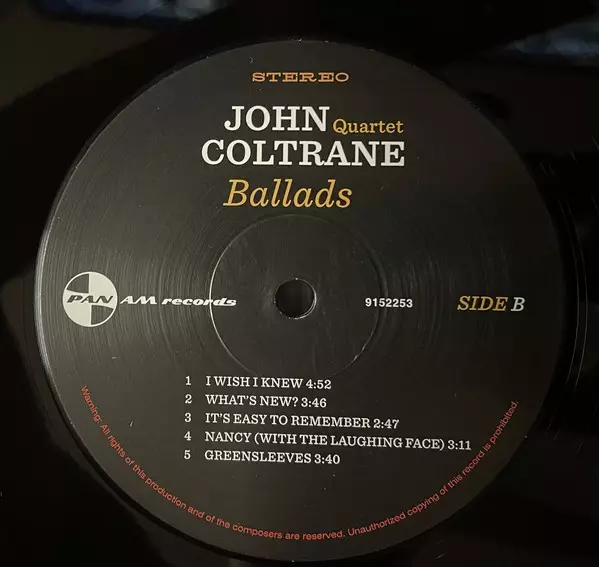 STEREO
JOHN Quartet
COLTRANE
Ballads
PAN AM records
9152253
SIDE B
1 I WISH I KNEW 4:52
2 WHAT'S NEW? 3:46
3 IT'S EASY TO REMEMBER 2:47
4 NANCY (WITH THE LAUGHING FACE) 3:11
5 GREENSLEEVES 3:40
Warning: All rights of this production and of the composers are reserved. Unauthorized copying of this record is prohibited.